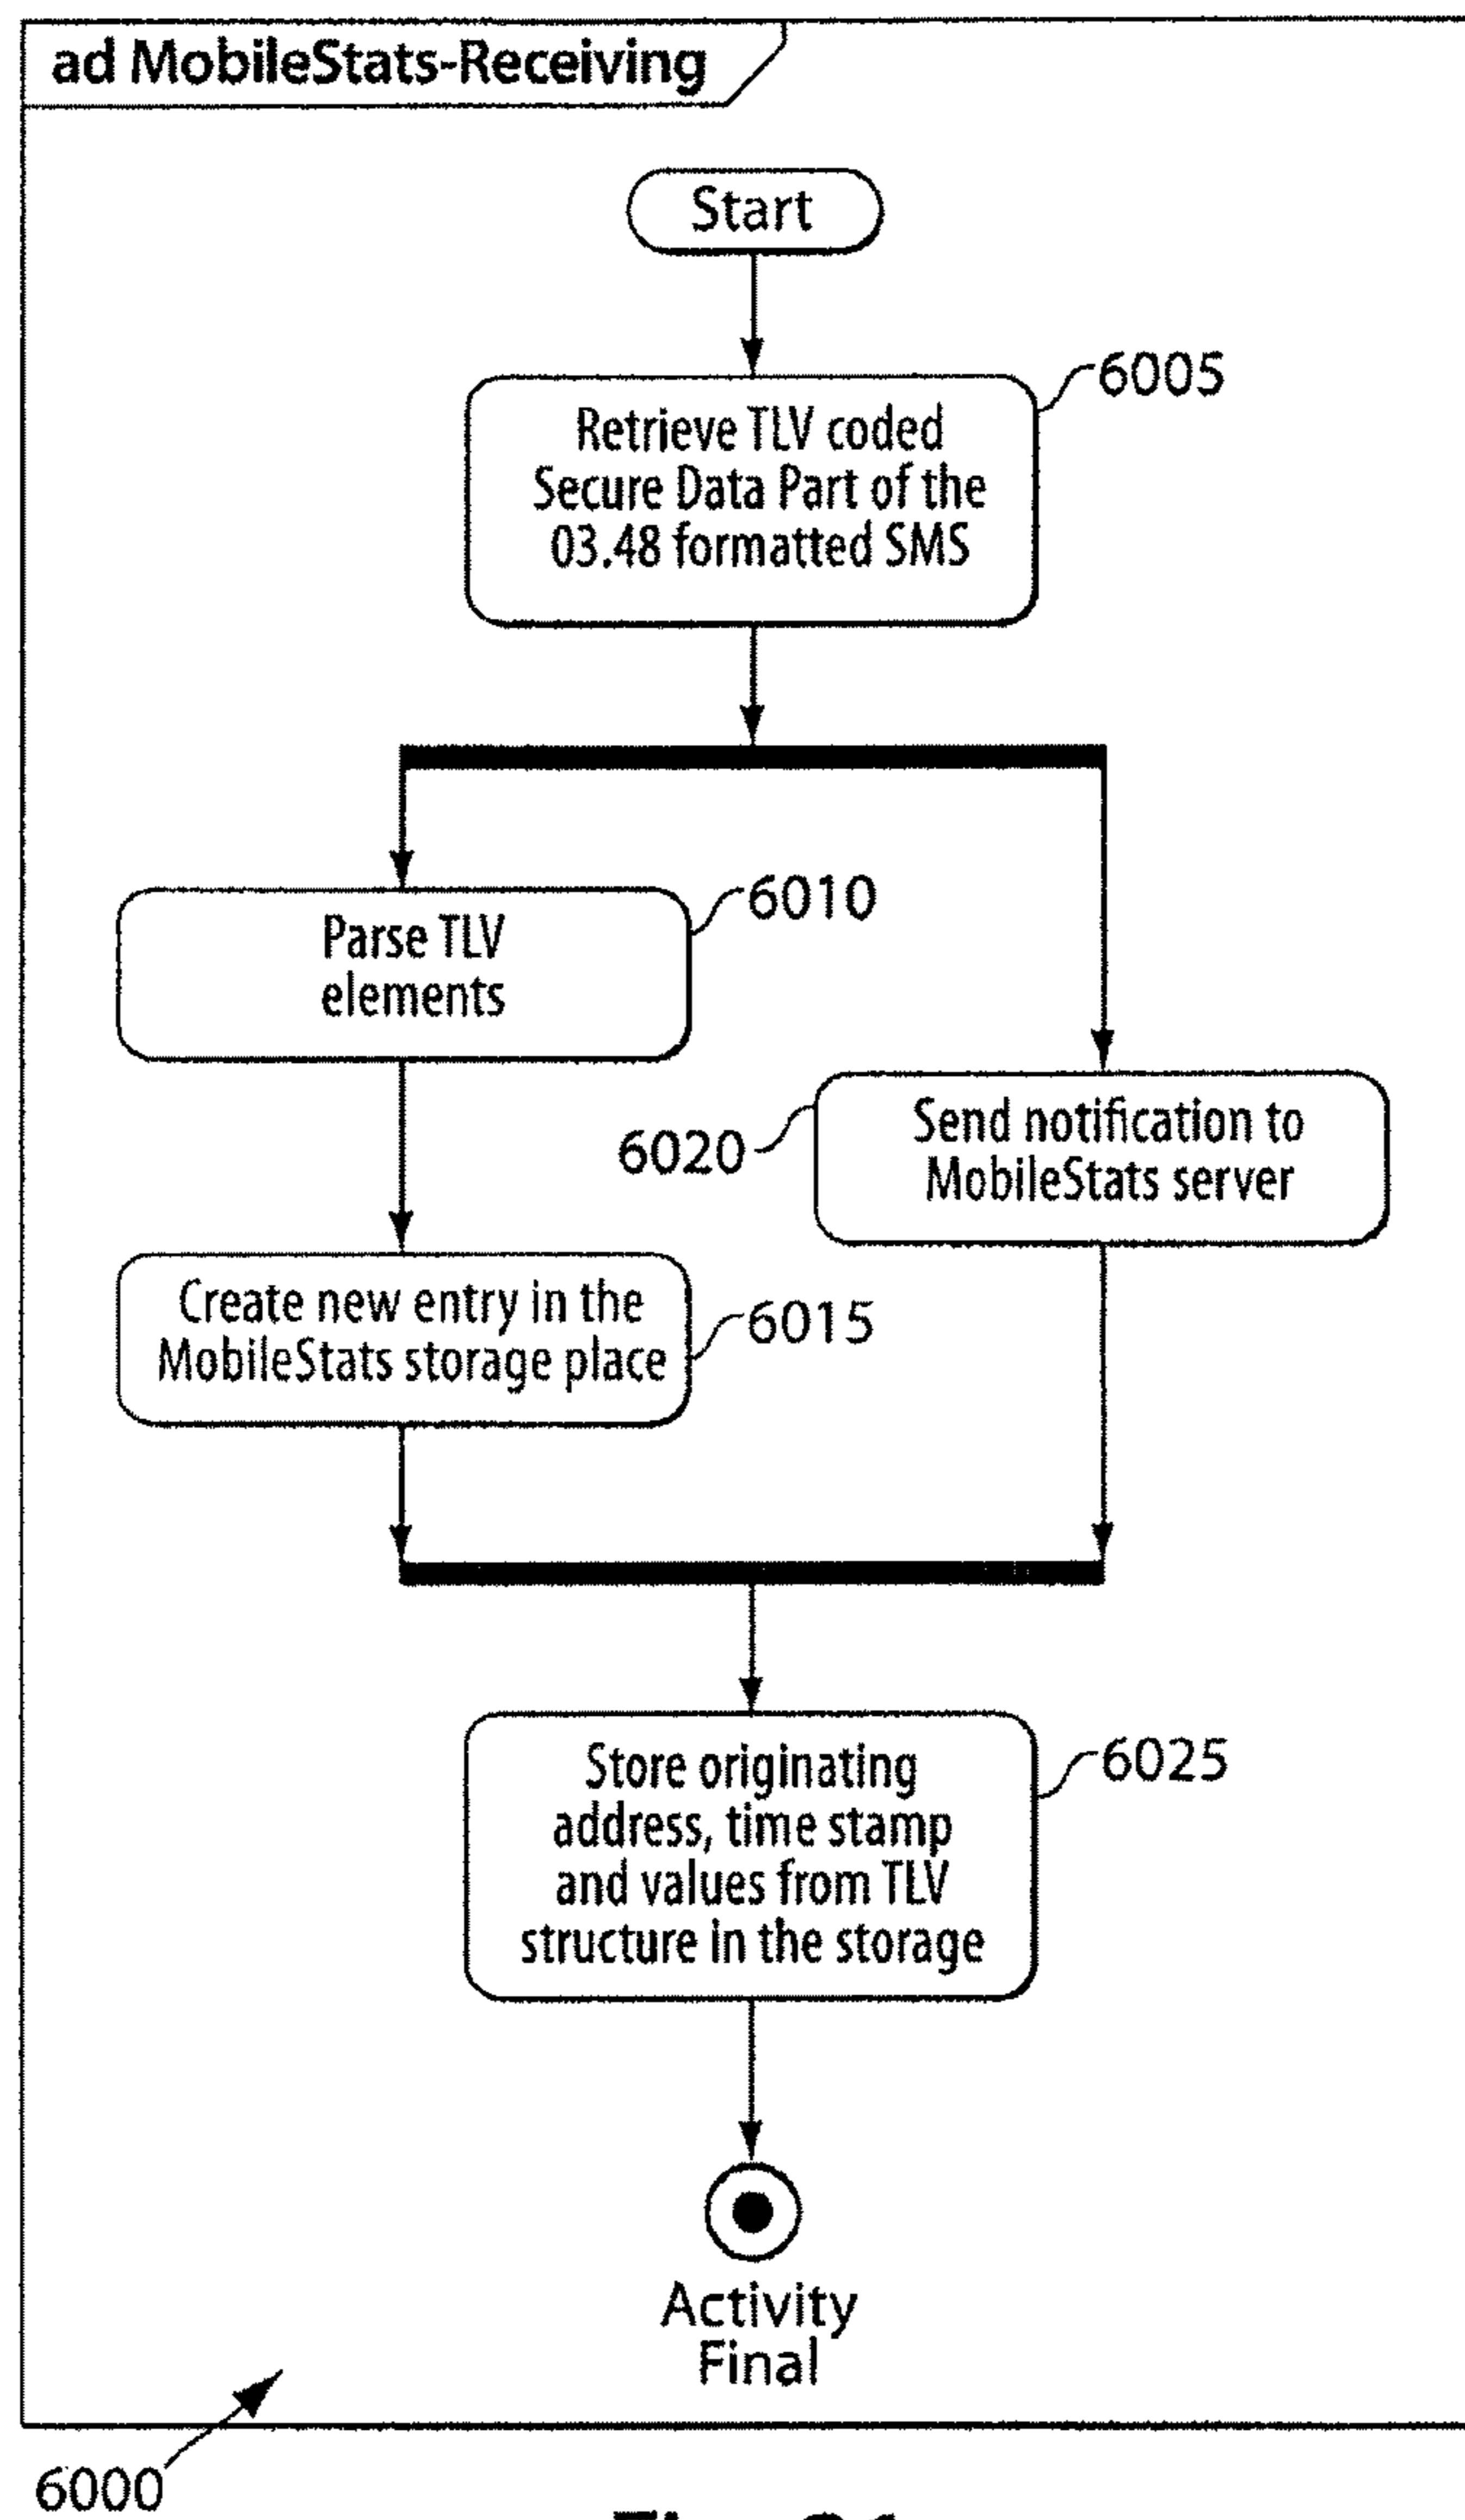 ad MobileStats-Receiving
Start
6005
Retrieve TLV coded
Secure Data Part of the
03.48 formatted SMS
6010
Parse TLV
elements
6020
Send notification to
MobileStats server
Create new entry in the
MobileStats storage place
6015
6025
Store originating
address, time stamp
and values from TLV
structure in the storage
Activity
Final
6000